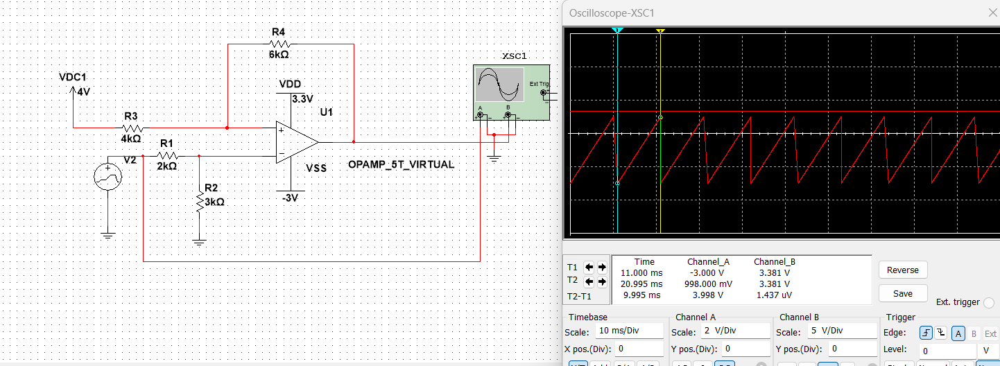 Oscilloscope-XSC1
R4
6kΩ
XSC1
VDC1
4V
VDD
3.3V
Ext Trig
U1
A
B
R3
4kΩ
R1
2kΩ
V2
VSS
OPAMP_5T_VIRTUAL
R2
3kΩ
-3V
1
2
T1
T2
T2-T1
Time Channel_A Channel_B
11.000 ms -3.000 V 3.381 V
20.995 ms 998.000 mV 3.381 V
9.995 ms 3.998 V 1.437 uV
Reverse
Save
Ext. trigger
Timebase
Scale: 10 ms/Div
X pos.(Div): 0
Channel A
Scale: 2 V/Div
Y pos.(Div): 0
Channel B
Scale: 5 V/Div
Y pos.(Div): 0
Trigger
Edge: A B Ext
Level: 0 V